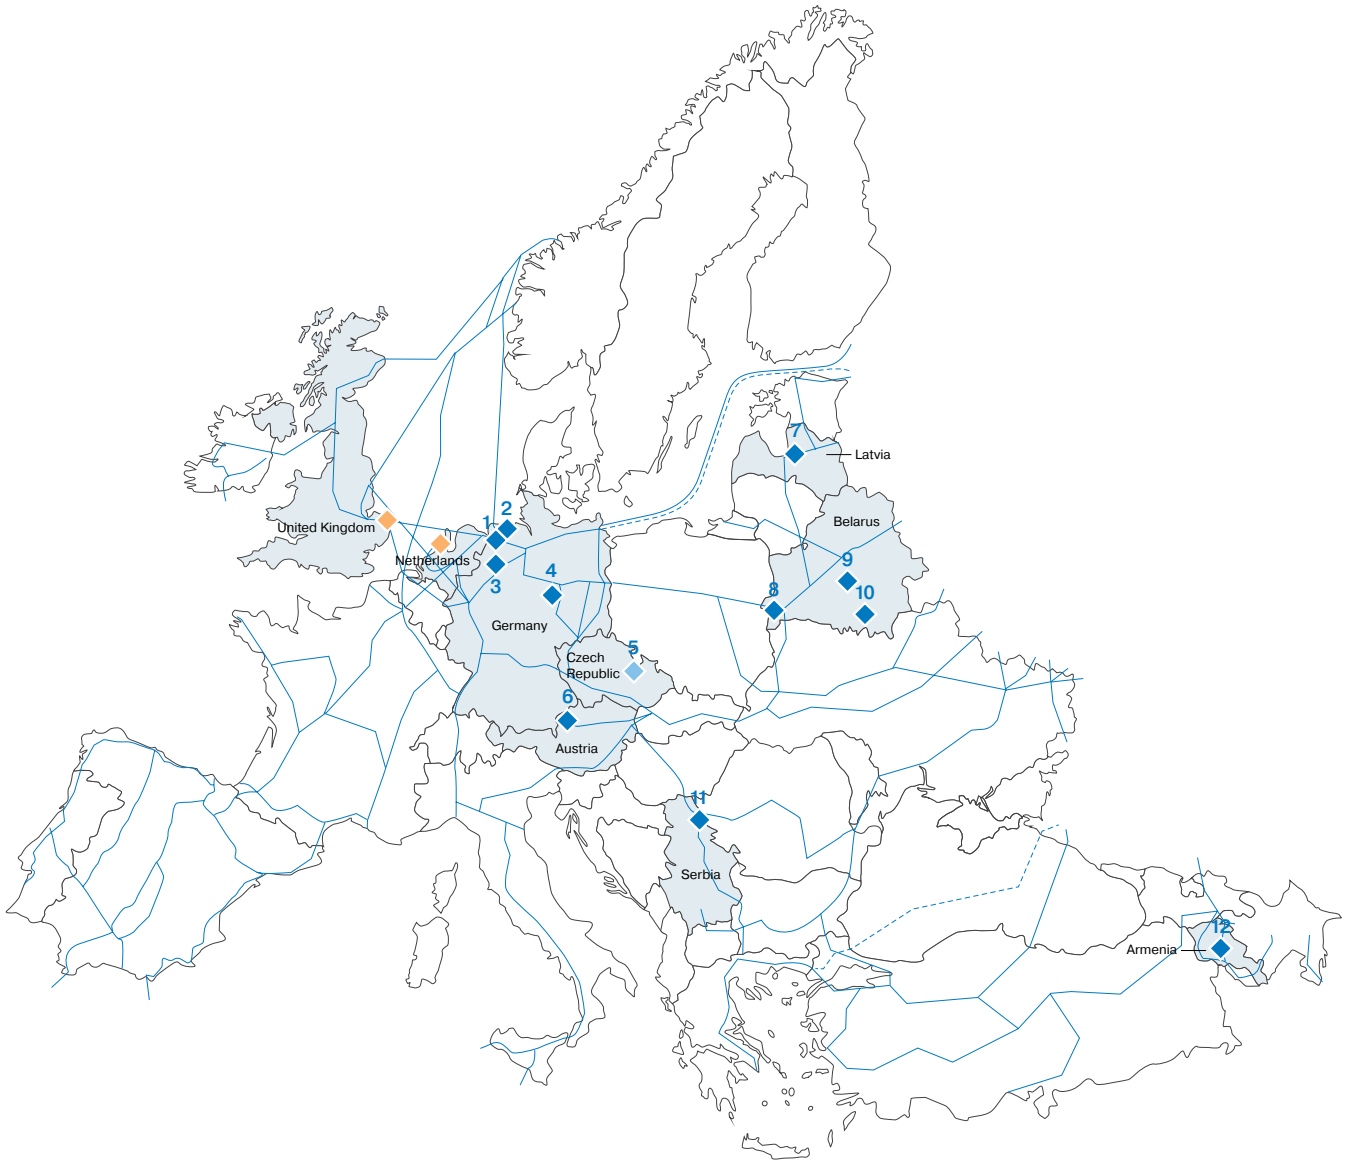 7
Latvia
2
1
United Kingdom
Belarus
Netherlands
9
3
4
8
10
Germany
5
Czech
Republic
6
Austria
11
Serbia
12
Armenia